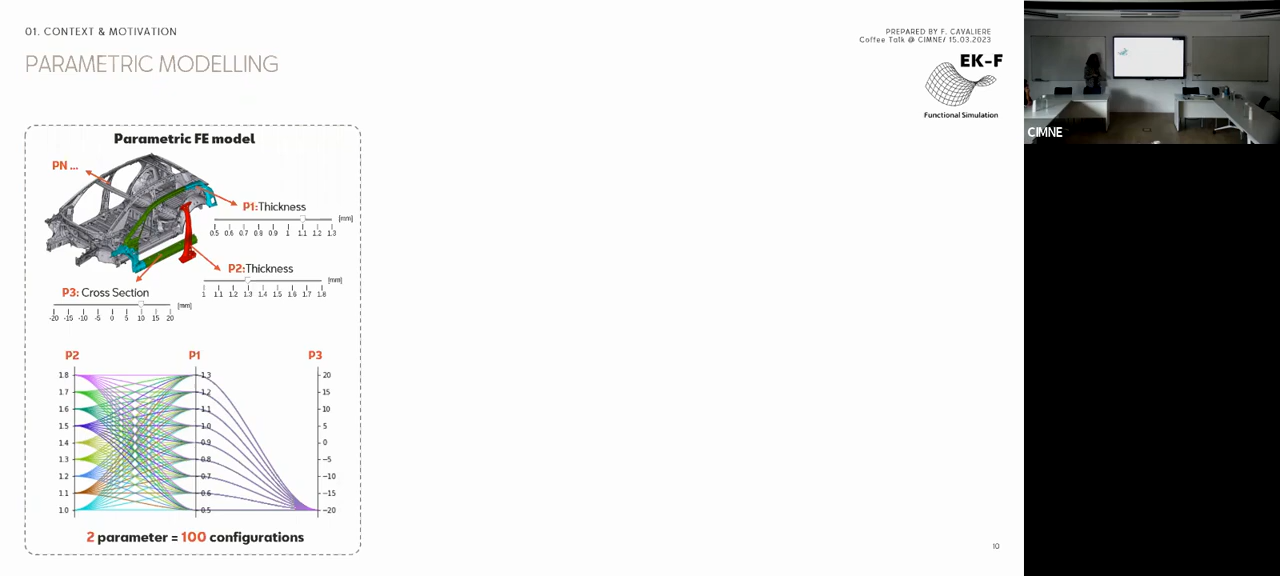 01. CONTEXT & MOTIVATION
PARAMETRIC MODELLING
PREPARED BY F. CAVALIERE
Coffee Talk @ CIMNE/ 15.03.2023
EK-F
Functional Simulation
CIMNE
Parametric FE model
PN ...
P1:Thickness
[mm]
0.5 0.6 0.7 0.8 0.9 1 1.1 1.2 1.3
P2:Thickness
[mm]
1 1.1 1.2 1.3 1.4 1.5 1.6 1.7 1.8
P3: Cross Section
[mm]
-20 -15 -10 -5 0 5 10 15 20
P2 P1 P3
1.8 1.3 20
1.7 1.2 15
1.6 1.1 10
1.5 1.0 5
1.4 0.9 0
1.3 0.8 −5
1.2 0.7 −10
1.1 0.6 −15
1.0 0.5 −20
2 parameter = 100 configurations
10